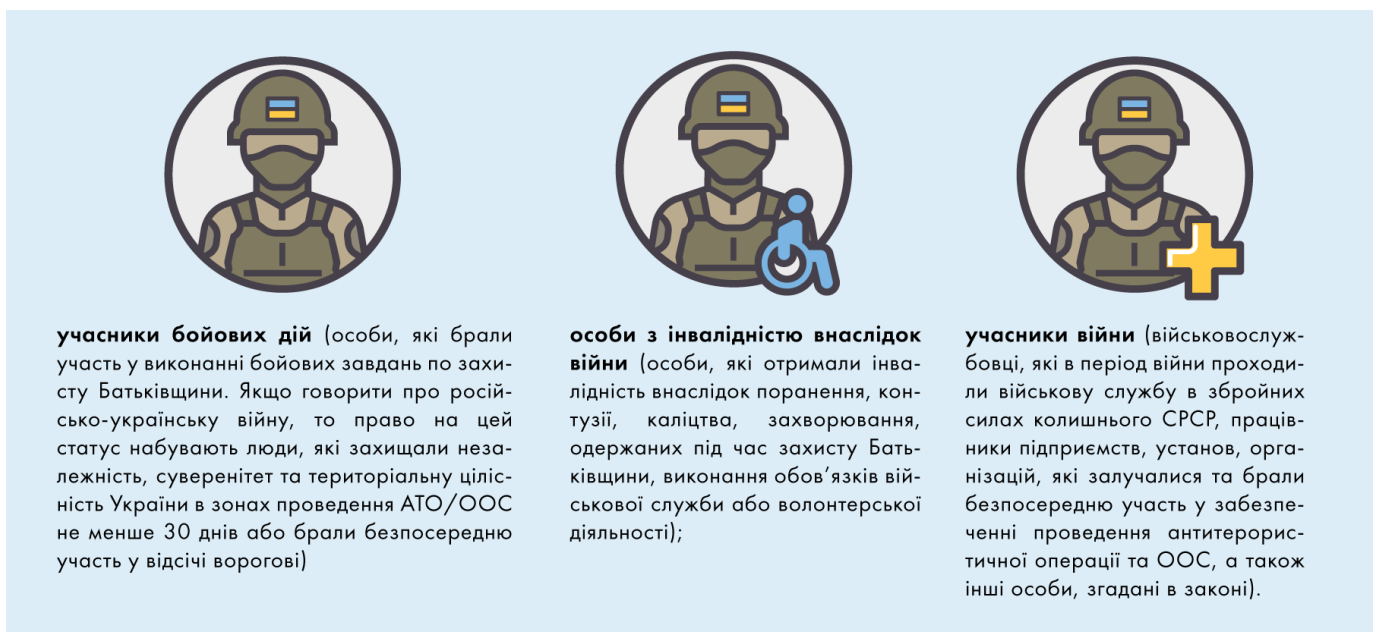 учасники бойових дій (особи, які брали
участь у виконанні бойових завдань по захи-
сту Батьківщини. Якщо говорити про росій-
сько-українську війну, то право на цей
статус набувають люди, які захищали неза-
лежність, суверенітет та територіальну ціліс-
ність України в зонах проведення АТО/ООС
не менше 30 днів або брали безпосередню
участь у відсічі ворогові)
особи з інвалідністю внаслідок
війни (особи, які отримали інва-
лідність внаслідок поранення, кон-
тузії, каліцтва, захворювання,
одержаних під час захисту Бать-
ківщини, виконання обов’язків вій-
ськової служби або волонтерської
діяльності);
учасники війни (військовослуж-
бовці, які в період війни проходи-
ли військову службу в збройних
силах колишнього СРСР, праців-
ники підприємств, установ, орга-
нізацій, які залучалися та брали
безпосередню участь у забезпе-
ченні проведення антитерорис-
тичної операції та ООС, а також
інші особи, згадані в законі).